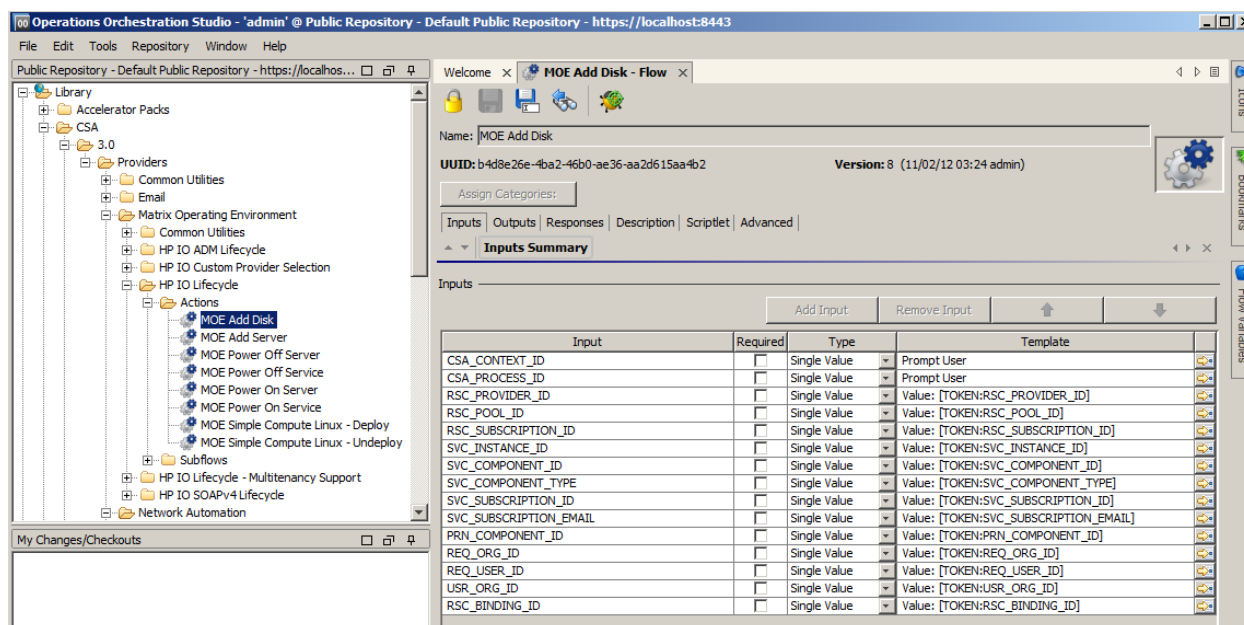 Operations Orchestration Studio - 'admin' @ Public Repository - Default Public Repository - https://localhost:8443
File Edit Tools Repository Window Help
Public Repository - Default Public Repository - https://localhos...
Library
Accelerator Packs
CSA
3.0
Providers
Common Utilities
Email
Matrix Operating Environment
Common Utilities
HP IO ADM Lifecycle
HP IO Custom Provider Selection
HP IO Lifecycle
Actions
MOE Add Disk
MOE Add Server
MOE Power Off Server
MOE Power Off Service
MOE Power On Server
MOE Power On Service
MOE Simple Compute Linux - Deploy
MOE Simple Compute Linux - Undeploy
Subflows
HP IO Lifecycle - Multitenancy Support
HP IO SOAPv4 Lifecycle
Network Automation
My Changes/Checkouts
Welcome MOE Add Disk - Flow
Name: MOE Add Disk
UUID: b4d8e26e-4ba2-46b0-ae36-aa2d615aa4b2 Version: 8 (11/02/12 03:24 admin)
Assign Categories:
Inputs Outputs Responses Description Scriptlet Advanced
Inputs Summary
Inputs
Add Input Remove Input
Input Required Type Template
CSA_CONTEXT_ID Single Value Prompt User
CSA_PROCESS_ID Single Value Prompt User
RSC_PROVIDER_ID Single Value Value: [TOKEN:RSC_PROVIDER_ID]
RSC_POOL_ID Single Value Value: [TOKEN:RSC_POOL_ID]
RSC_SUBSCRIPTION_ID Single Value Value: [TOKEN:RSC_SUBSCRIPTION_ID]
SVC_INSTANCE_ID Single Value Value: [TOKEN:SVC_INSTANCE_ID]
SVC_COMPONENT_ID Single Value Value: [TOKEN:SVC_COMPONENT_ID]
SVC_COMPONENT_TYPE Single Value Value: [TOKEN:SVC_COMPONENT_TYPE]
SVC_SUBSCRIPTION_ID Single Value Value: [TOKEN:SVC_SUBSCRIPTION_ID]
SVC_SUBSCRIPTION_EMAIL Single Value Value: [TOKEN:SVC_SUBSCRIPTION_EMAIL]
PRN_COMPONENT_ID Single Value Value: [TOKEN:PRN_COMPONENT_ID]
REQ_ORG_ID Single Value Value: [TOKEN:REQ_ORG_ID]
REQ_USER_ID Single Value Value: [TOKEN:REQ_USER_ID]
USR_ORG_ID Single Value Value: [TOKEN:USR_ORG_ID]
RSC_BINDING_ID Single Value Value: [TOKEN:RSC_BINDING_ID]
Icons
Bookmarks
Flow Variables